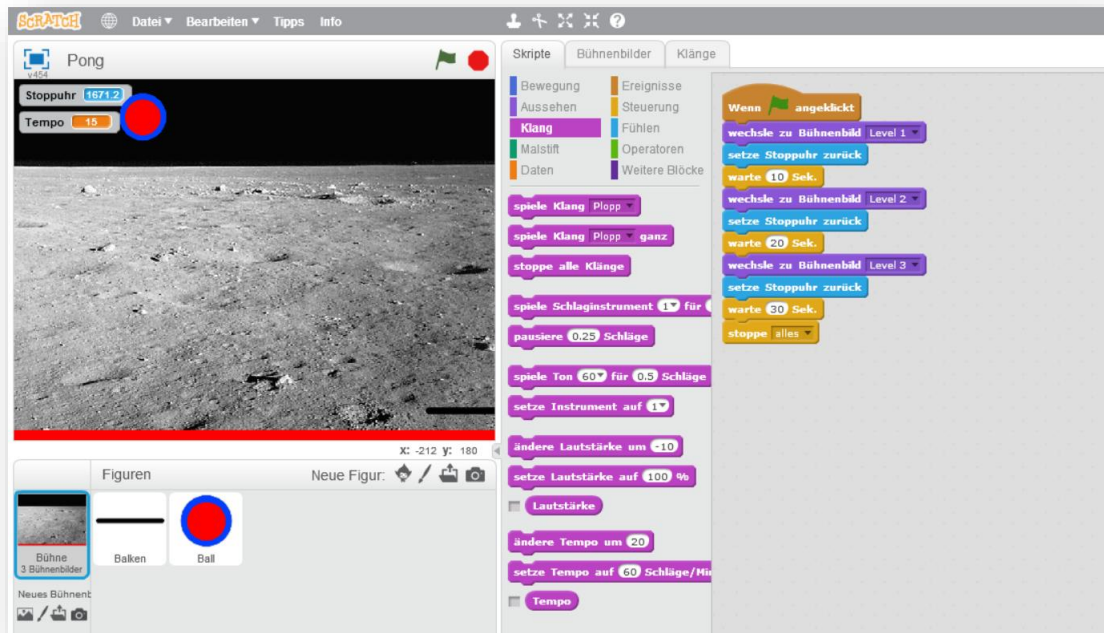 SCRATCH Datei Bearbeiten Tipps Info
v454
Pong
Stoppuhr 1671.2
Tempo 15
X: -212 y: 180
Figuren Neue Figur:
Bühne
3 Bühnenbilder
Balken
Ball
Neues Bühnenb
Skripte Bühnenbilder Klänge
Bewegung Ereignisse
Aussehen Steuerung
Klang Fühlen
Malstift Operatoren
Daten Weitere Blöcke
spiele Klang Plopp
spiele Klang Plopp ganz
stoppe alle Klänge
spiele Schlaginstrument 1 für
pausiere 0.25 Schläge
spiele Ton 60 für 0.5 Schläge
setze Instrument auf 1
ändere Lautstärke um -10
setze Lautstärke auf 100 %
Lautstärke
ändere Tempo um 20
setze Tempo auf 60 Schläge/Min
Tempo
Wenn angeklickt
wechsle zu Bühnenbild Level 1
setze Stoppuhr zurück
warte 10 Sek.
wechsle zu Bühnenbild Level 2
setze Stoppuhr zurück
warte 20 Sek.
wechsle zu Bühnenbild Level 3
setze Stoppuhr zurück
warte 30 Sek.
stoppe alles